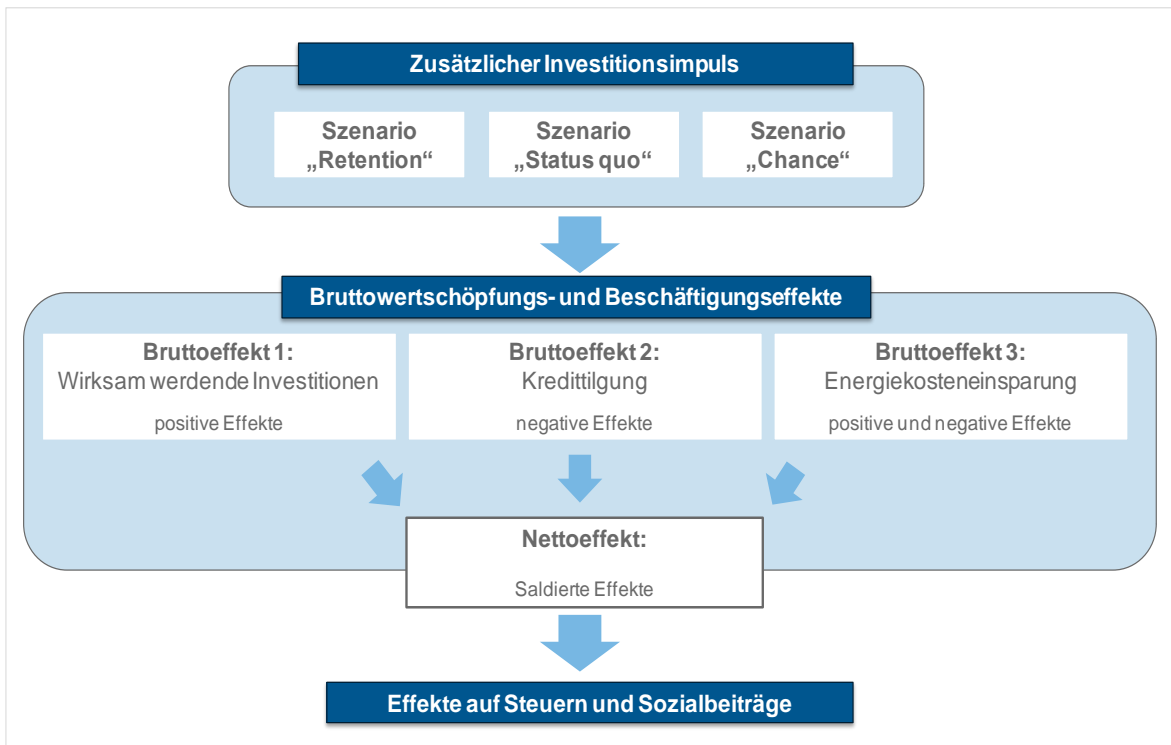 Zusätzlicher Investitionsimpuls
Szenario
„Retention“
Szenario
„Status quo“
Szenario
„Chance“
Bruttowertschöpfungs- und Beschäftigungseffekte
Bruttoeffekt 1:
Wirksam werdende Investitionen
positive Effekte
Bruttoeffekt 2:
Kredittilgung
negative Effekte
Bruttoeffekt 3:
Energiekosteneinsparung
positive und negative Effekte
Nettoeffekt:
Saldierte Effekte
Effekte auf Steuern und Sozialbeiträge